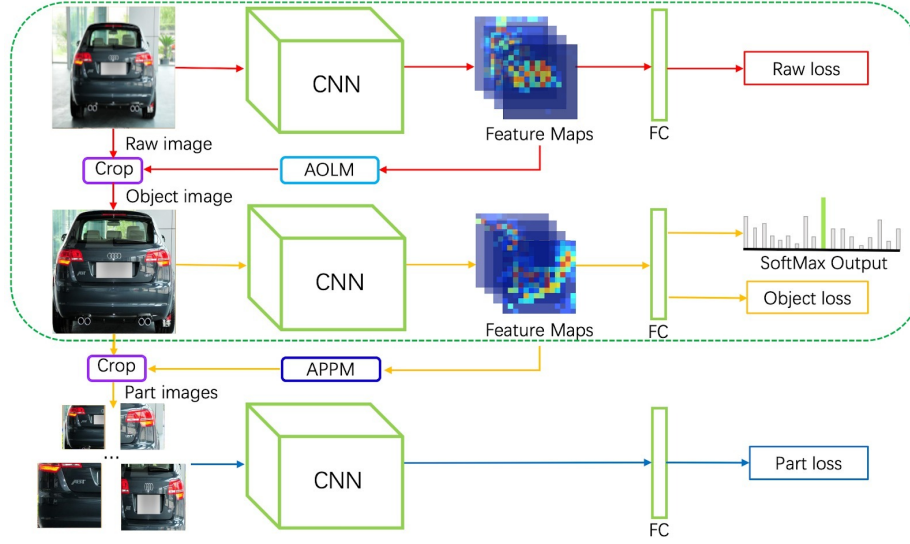 CNN
Feature Maps
FC
Raw loss
Raw image
Crop
AOLM
Object image
CNN
Feature Maps
FC
SoftMax Output
Object loss
Crop
APPM
Part images
...
CNN
FC
Part loss